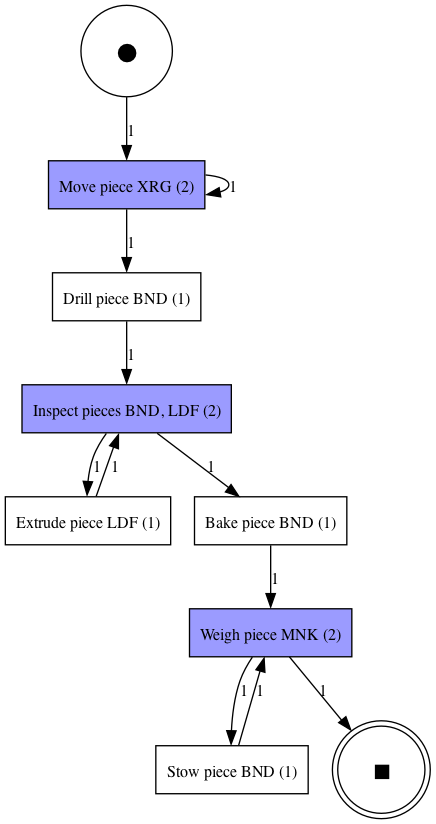 1
Move piece XRG (2)
1
1
Drill piece BND (1)
1
Inspect pieces BND, LDF (2)
1
1
1
Extrude piece LDF (1)
Bake piece BND (1)
1
Weigh piece MNK (2)
1
1
1
Stow piece BND (1)